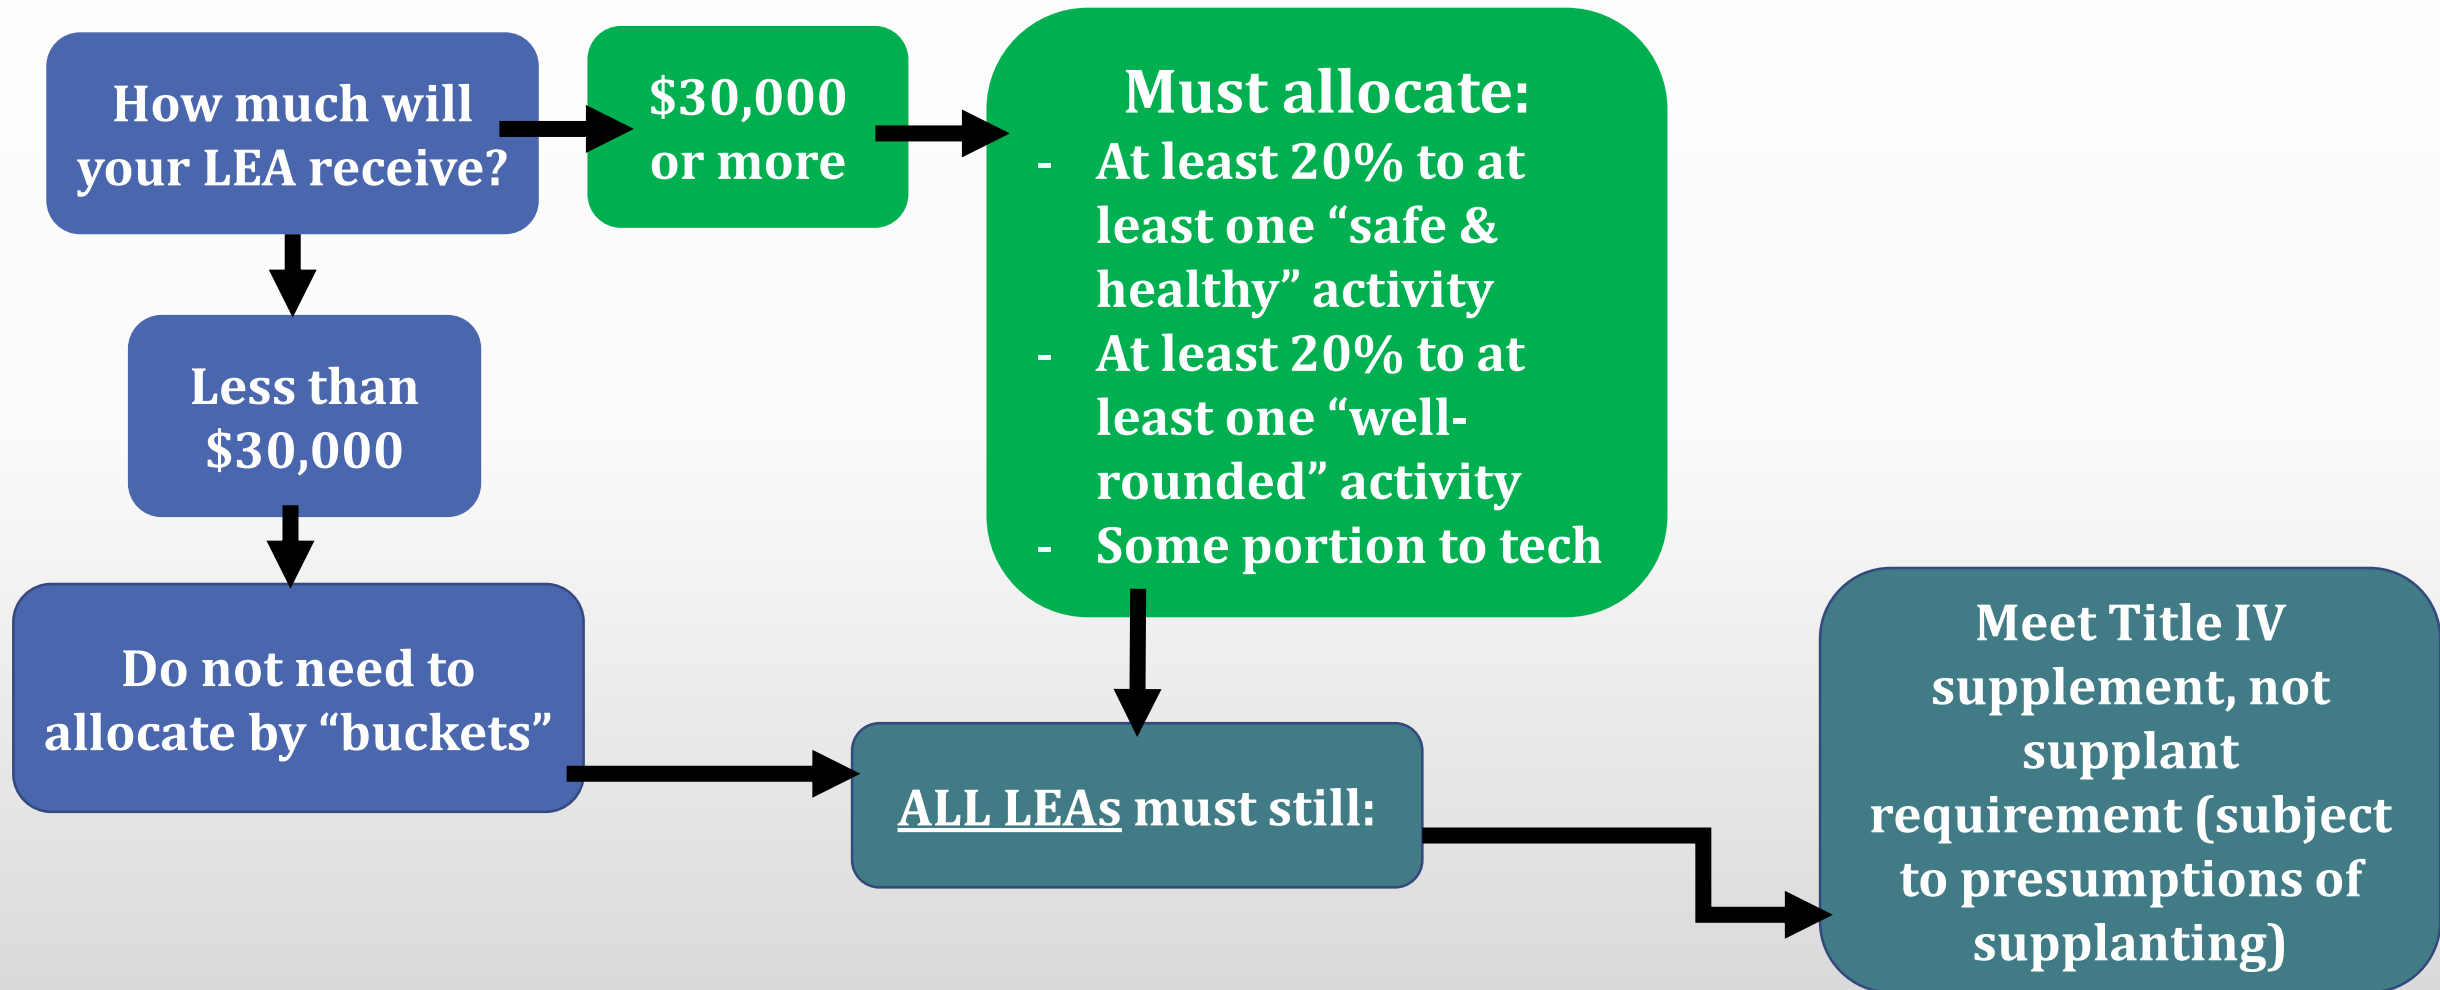 How much will
your LEA receive?
$30,000
or more
Must allocate:
- At least 20% to at
least one “safe &
healthy” activity
- At least 20% to at
least one “well-
rounded” activity
- Some portion to tech
Less than
$30,000
Do not need to
allocate by “buckets”
ALL LEAs must still:
Meet Title IV
supplement, not
supplant
requirement (subject
to presumptions of
supplanting)